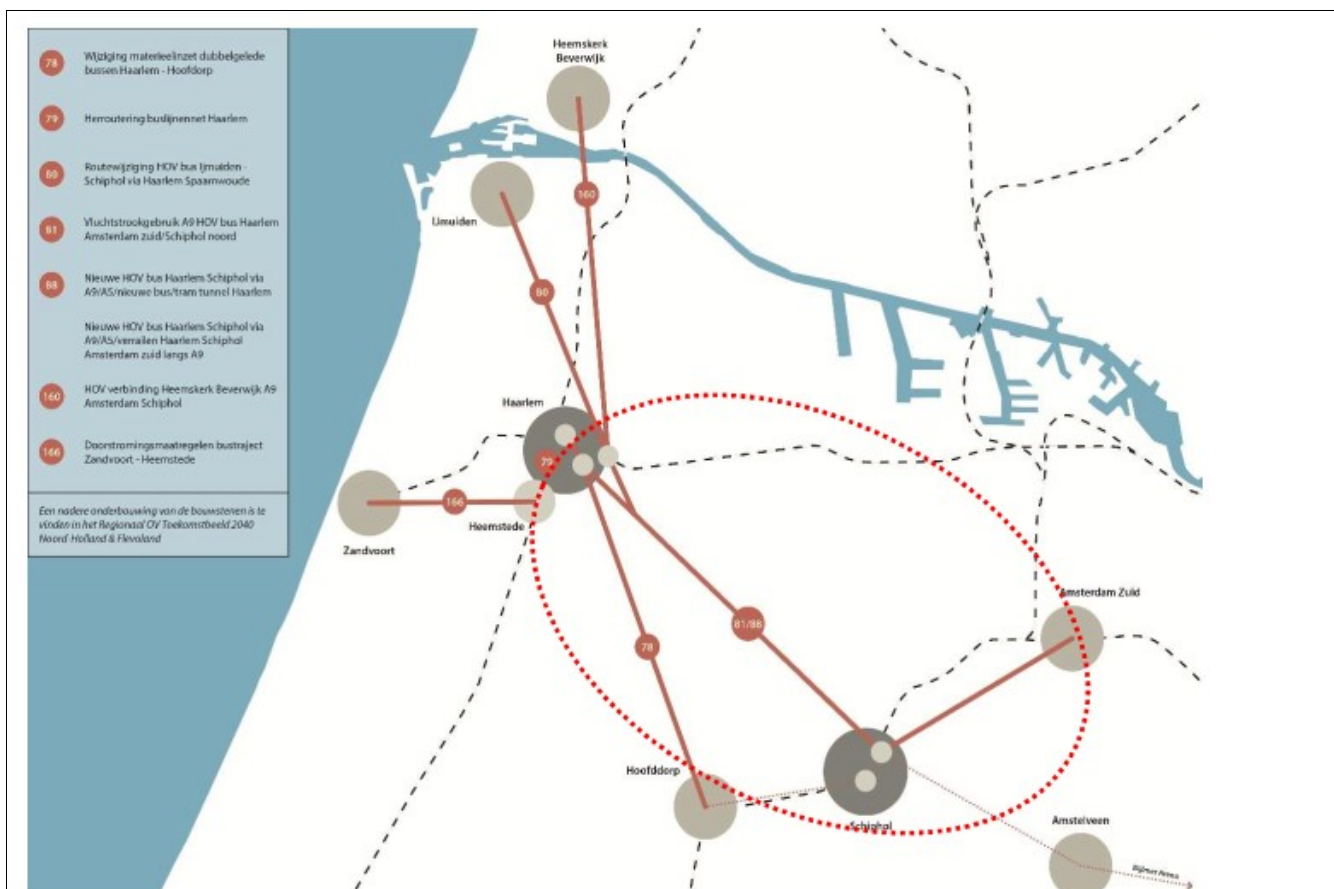 78 Wijziging materieelinzet dubbelgelede
bussen Haarlem - Hoofdorp
79 Herroutering buslijnennet Haarlem
80 Routewijziging HOV bus Ijmuiden -
Schiphol via Haarlem Spaarnwoude
81 Vluchtstrookgebruik A9 HOV bus Haarlem
Amsterdam zuid/Schiphol noord
88 Nieuwe HOV bus Haarlem Schiphol via
A9/A5/nieuwe bus/tram tunnel Haarlem
Nieuwe HOV bus Haarlem Schiphol via
A9/A5/verrailen Haarlem Schiphol
Amsterdam zuid langs A9
160 HOV verbinding Heemskerk Beverwijk A9
Amsterdam Schiphol
166 Doorstromingsmaatregelen bustraject
Zandvoort - Heemstede
Een nadere onderbouwing van de bouwstenen is te
vinden in het Regionaal OV Toekomstbeeld 2040
Noord-Holland & Flevoland
Heemskerk
Beverwijk
160
IJmuiden
80
Haarlem
79
166
Heemstede
Zandvoort
Amsterdam Zuid
81/88
78
Hoofddorp
Schiphol
Amstelveen
Bijlmer Arena